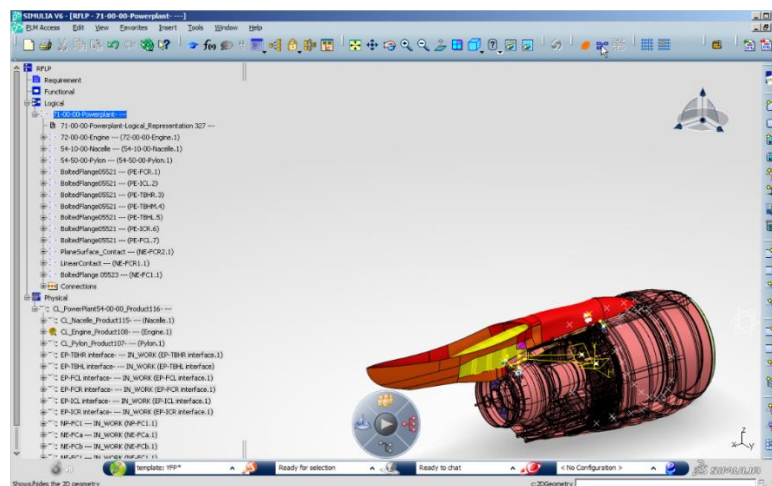 SIMULIA V6 - [RFLP - 71-00-00-Powerplant- ---]
PLM Access Edit View Favorites Insert Tools Window Help
RFLP
Requirement
Functional
Logical
71-00-00-Powerplant- ---
71-00-00-Powerplant-Logical_Representation 327 ---
72-00-00-Engine --- (72-00-00-Engine.1)
54-10-00-Nacelle --- (54-10-00-Nacelle.1)
54-50-00-Pylon --- (54-50-00-Pylon.1)
BoltedFlange05521 --- (PE-FCR.1)
BoltedFlange05521 --- (PE-ICL.2)
BoltedFlange05521 --- (PE-TBHR.3)
BoltedFlange05521 --- (PE-TBHM.4)
BoltedFlange05521 --- (PE-TBHL.5)
BoltedFlange05521 --- (PE-ICR.6)
BoltedFlange05521 --- (PE-FCL.7)
PlaneSurface_Contact --- (NE-FCR2.1)
LinearContact --- (NE-FCR1.1)
BoltedFlange 05523 --- (NE-FC1.1)
Connections
Physical
CL_PowerPlant54-00-00_Product116- ---
CL_Nacelle_Product115- --- (Nacelle.1)
CL_Engine_Product108- --- (Engine.1)
CL_Pylon_Product107- --- (Pylon.1)
EP-TBHR interface- --- IN_WORK (EP-TBHR interface.1)
EP-TBHL interface- --- IN_WORK (EP-TBHL interface)
EP-FCL interface- --- IN_WORK (EP-FCL interface.1)
EP-FCR interface- --- IN_WORK (EP-FCR interface.1)
EP-ICL interface- --- IN_WORK (EP-ICL interface.1)
EP-ICR interface- --- IN_WORK (EP-ICR interface.1)
NP-FC1 --- IN_WORK (NP-FC1.1)
NE-FCa --- IN_WORK (NE-FCa.1)
NE-FCb --- IN_WORK (NE-FCb.1)
NE-FC1 --- IN_WORK (NE-FC1.1)
z
x
y
template: YFP*
Ready for selection
Ready to chat
< No Configuration >
SIMULIA
Shows/hides the 2D geometry
c:2DGeometry